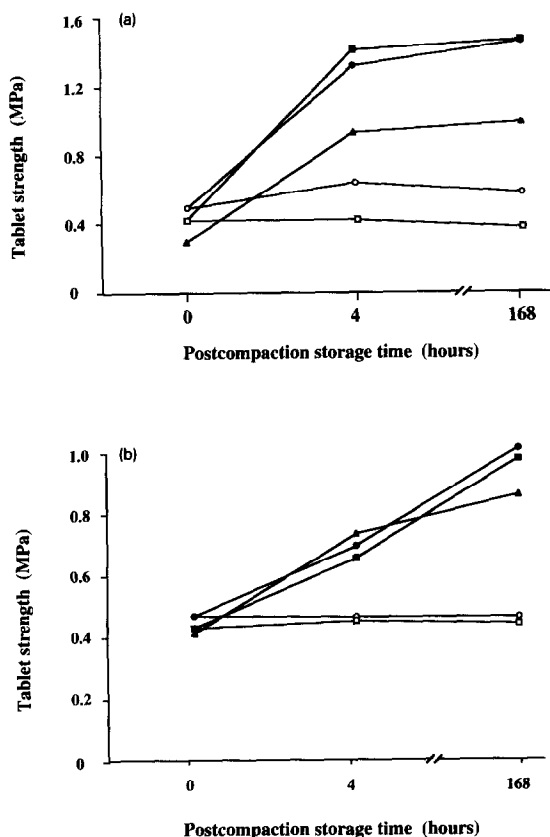 (a)
Tablet strength (MPa)
1.6
1.2
0.8
0.4
0
0
4
168
Postcompaction storage time (hours)
(b)
Tablet strength (MPa)
1.0
0.8
0.6
0.4
0.2
0
0
4
168
Postcompaction storage time (hours)